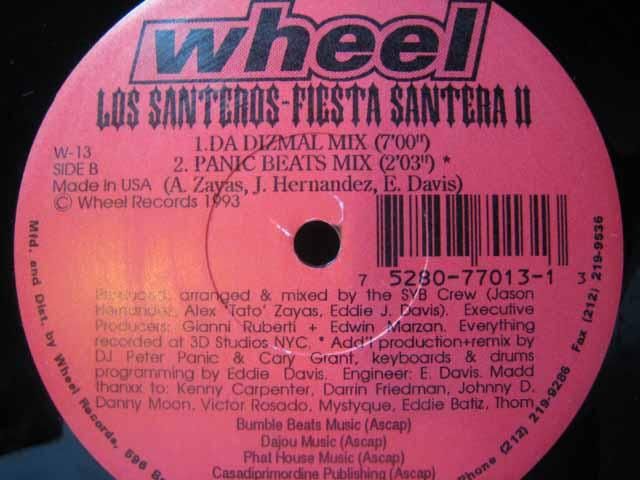 wheel
LOS SANTEROS-FIESTA SANTERA II
1.DA DIZMAL MIX (7'00")
2. PANIC BEATS MIX (2'03") *
(A. Zayas, J. Hernandez, E. Davis)
W-13
SIDE B
Made In USA
© Wheel Records 1993
7 5280-77013-1 3
Produced, arranged & mixed by the SYB Crew (Jason
Hernandez, Alex 'Tato' Zayas, Eddie J. Davis). Executive
Producers: Gianni Ruberti + Edwin Marzan. Everything
recorded at 3D Studios NYC. * Add'l production+remix by
DJ Peter Panic & Cary Grant, keyboards & drums
programming by Eddie Davis. Engineer: E. Davis. Madd
thanxx to: Kenny Carpenter, Darrin Friedman, Johnny D.
Danny Moon, Victor Rosado, Mystyque, Eddie Batiz, Thom
Bumble Beats Music (Ascap)
Dajou Music (Ascap)
Phat House Music (Ascap)
Casadiprimordine Publishing (Ascap)
Mfd. and Dist. by Wheel Records, 596
Phone (212) 219-9286 Fax (212) 219-9536